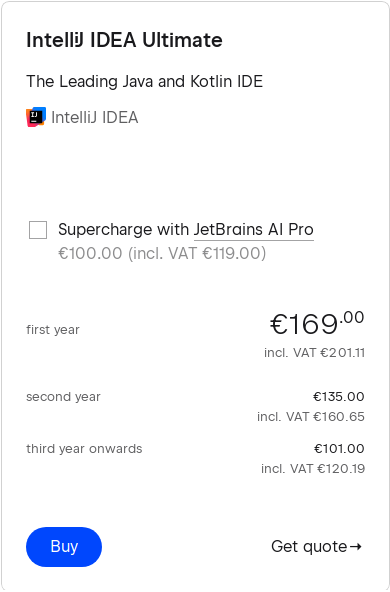 IntelliJ IDEA Ultimate
The Leading Java and Kotlin IDE
IJ IntelliJ IDEA
Supercharge with JetBrains AI Pro
€100.00 (incl. VAT €119.00)
first year €169.00
incl. VAT €201.11
second year €135.00
incl. VAT €160.65
third year onwards €101.00
incl. VAT €120.19
Buy Get quote→